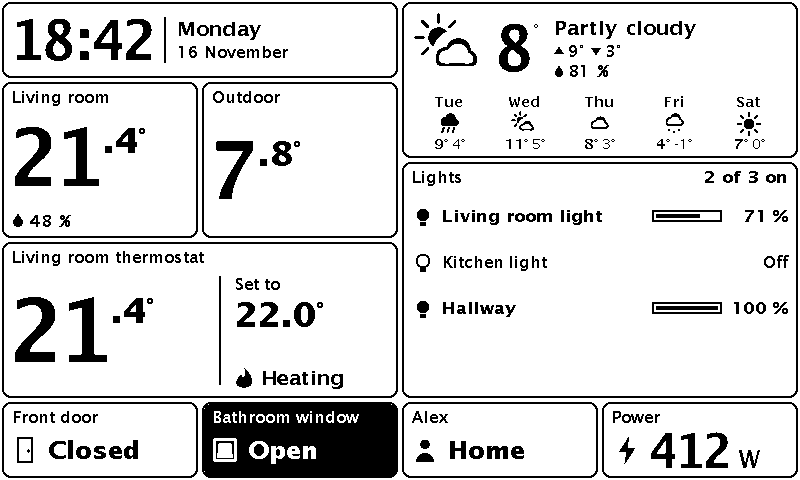 18:42
Monday
16 November
8°
Partly cloudy
▲ 9° ▼ 3°
81 %
Tue Wed Thu Fri Sat
9° 4° 11° 5° 8° 3° 4° -1° 7° 0°
Living room
21.4°
48 %
Outdoor
7.8°
Lights 2 of 3 on
Living room light 71 %
Kitchen light Off
Hallway 100 %
Living room thermostat
21.4°
Set to
22.0°
Heating
Front door
Closed
Bathroom window
Open
Alex
Home
Power
412 W